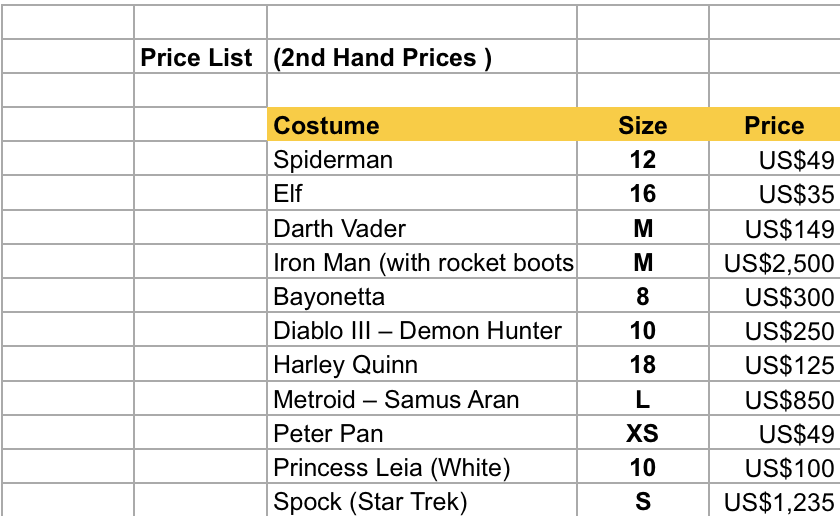 Price List (2nd Hand Prices )
Costume Size Price
Spiderman 12 US$49
Elf 16 US$35
Darth Vader M US$149
Iron Man (with rocket boots M US$2,500
Bayonetta 8 US$300
Diablo III – Demon Hunter 10 US$250
Harley Quinn 18 US$125
Metroid – Samus Aran L US$850
Peter Pan XS US$49
Princess Leia (White) 10 US$100
Spock (Star Trek) S US$1,235